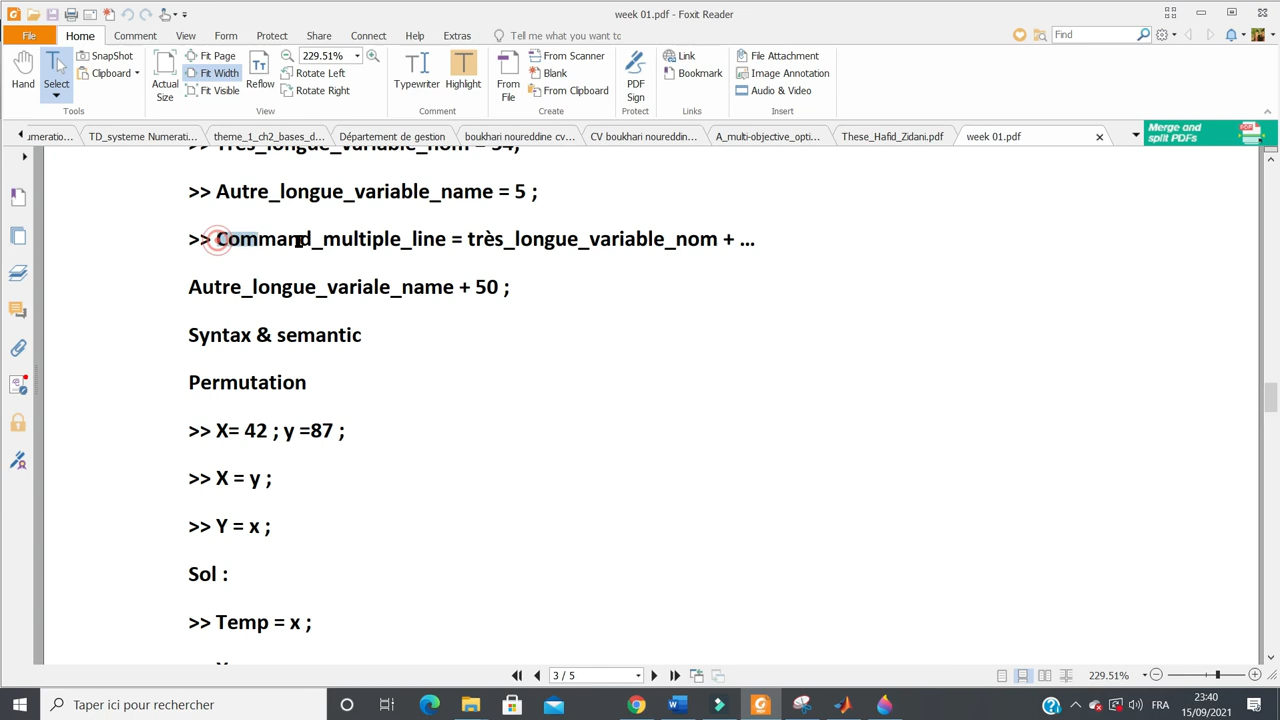 week 01.pdf - Foxit Reader
File Home Comment View Form Protect Share Connect Help Extras Tell me what you want... Find
Hand Select SnapShot Clipboard Actual Size Fit Page Fit Width Fit Visible Reflow 229.51% Rotate Left Rotate Right Typewriter Highlight From File From Scanner Blank From Clipboard PDF Sign Link Bookmark File Attachment Image Annotation Audio & Video
Tools View Comment Create Protect Links Insert
umeratio... TD_systeme Numerati... theme_1_ch2_bases_d... Département de gestion boukhari noureddine cv... CV boukhari noureddin... A_multi-objective_opti... These_Hafid_Zidani.pdf week 01.pdf Merge and split PDFs
>> Très_longue_variable_nom = 54;
>> Autre_longue_variable_name = 5 ;
>> Command_multiple_line = très_longue_variable_nom + ...
Autre_longue_variale_name + 50 ;
Syntax & semantic
Permutation
>> X= 42 ; y =87 ;
>> X = y ;
>> Y = x ;
Sol :
>> Temp = x ;
3 / 5 229.51%
Taper ici pour rechercher FRA 23:40
15/09/2021